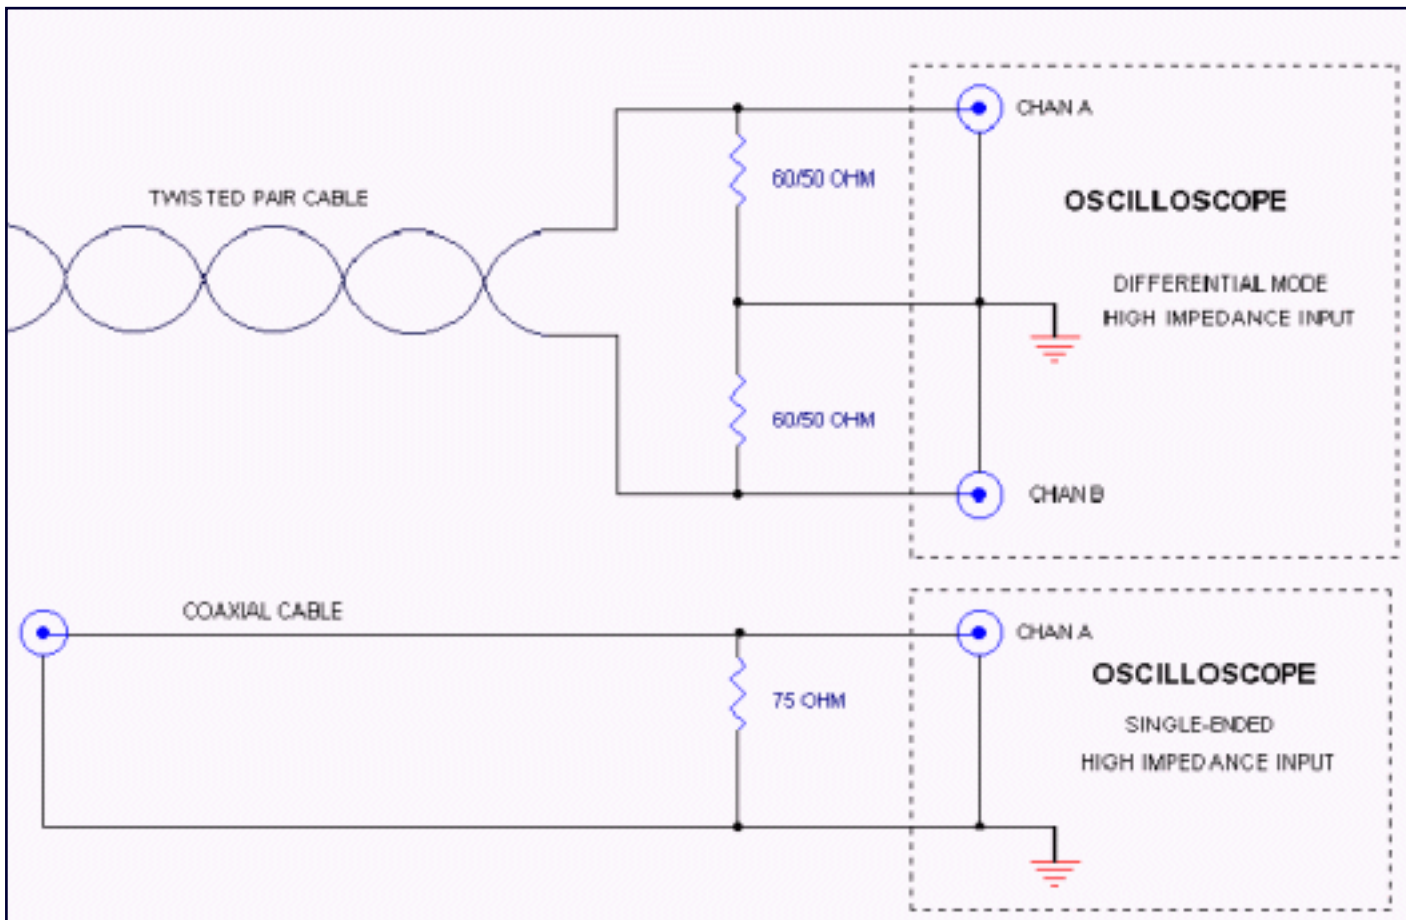 CHAN A
60/50 OHM
TWISTED PAIR CABLE
OSCILLOSCOPE
DIFFERENTIAL MODE
HIGH IMPEDANCE INPUT
60/50 OHM
CHAN B
COAXIAL CABLE
CHAN A
OSCILLOSCOPE
75 OHM
SINGLE-ENDED
HIGH IMPEDANCE INPUT